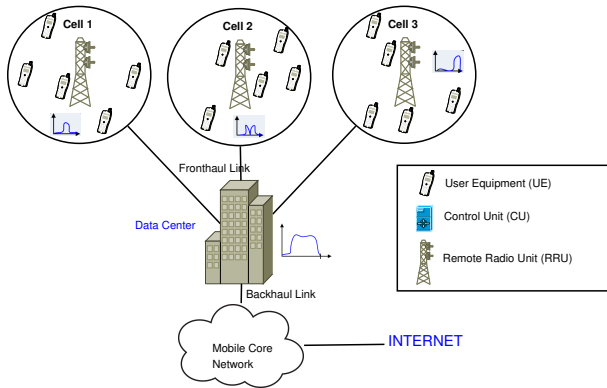 Cell 1
Cell 2
Cell 3
Fronthaul Link
Data Center
Backhaul Link
Mobile Core
Network
INTERNET
User Equipment (UE)
Control Unit (CU)
Remote Radio Unit (RRU)